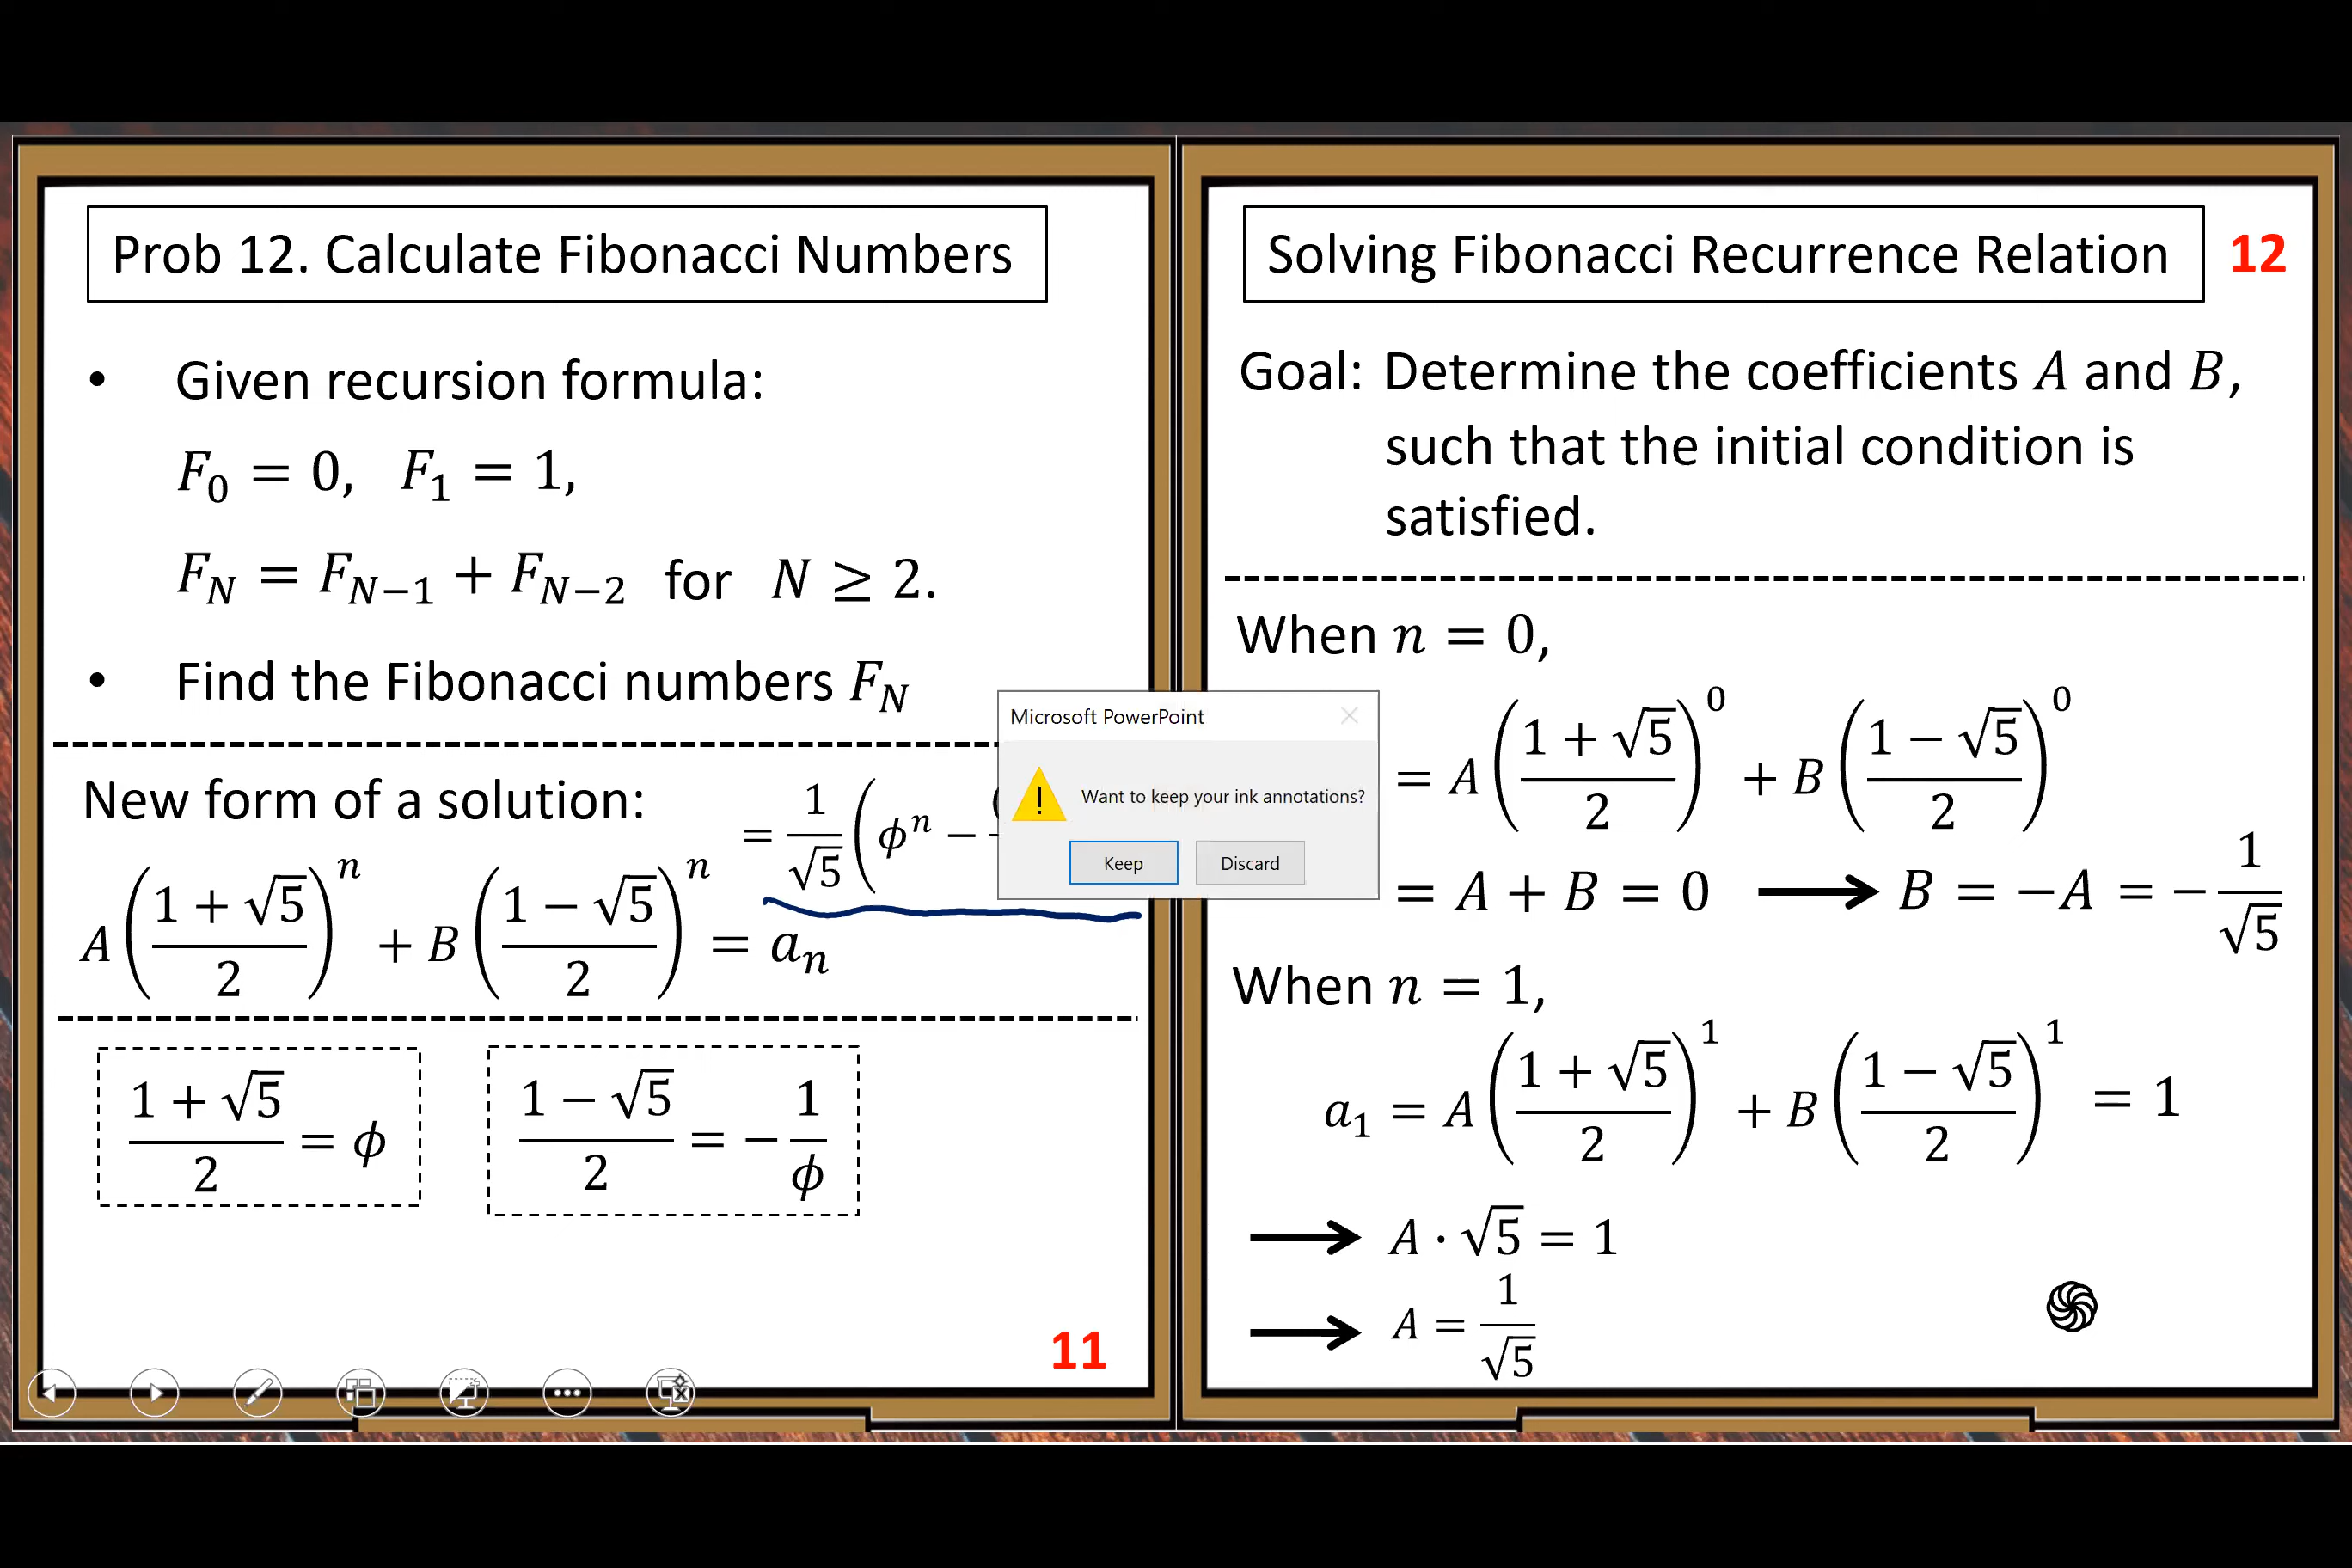 Prob 12. Calculate Fibonacci Numbers
• Given recursion formula:
F₀ = 0, F₁ = 1,
F_N = F_{N−1} + F_{N−2} for N ≥ 2.
• Find the Fibonacci numbers F_N
New form of a solution:
= 1/√5 (ϕⁿ −
A((1 + √5)/2)ⁿ + B((1 − √5)/2)ⁿ = aₙ
(1 + √5)/2 = ϕ
(1 − √5)/2 = −1/ϕ
11
Solving Fibonacci Recurrence Relation
12
Goal: Determine the coefficients A and B,
such that the initial condition is
satisfied.
When n = 0,
= A((1 + √5)/2)⁰ + B((1 − √5)/2)⁰
= A + B = 0 ⟶ B = −A = −1/√5
When n = 1,
a₁ = A((1 + √5)/2)¹ + B((1 − √5)/2)¹ = 1
⟶ A · √5 = 1
⟶ A = 1/√5
Microsoft PowerPoint
Want to keep your ink annotations?
Keep
Discard